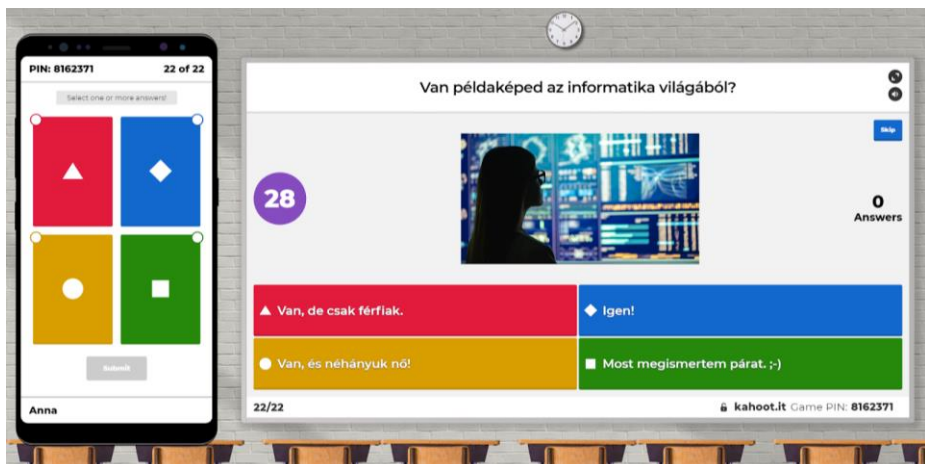 PIN: 8162371 22 of 22
Select one or more answers!
Submit
Anna
Van példaképed az informatika világából?
Skip
28
0
Answers
Van, de csak férfiak.
Igen!
Van, és néhányuk nő!
Most megismertem párat. ;-)
22/22
kahoot.it Game PIN: 8162371